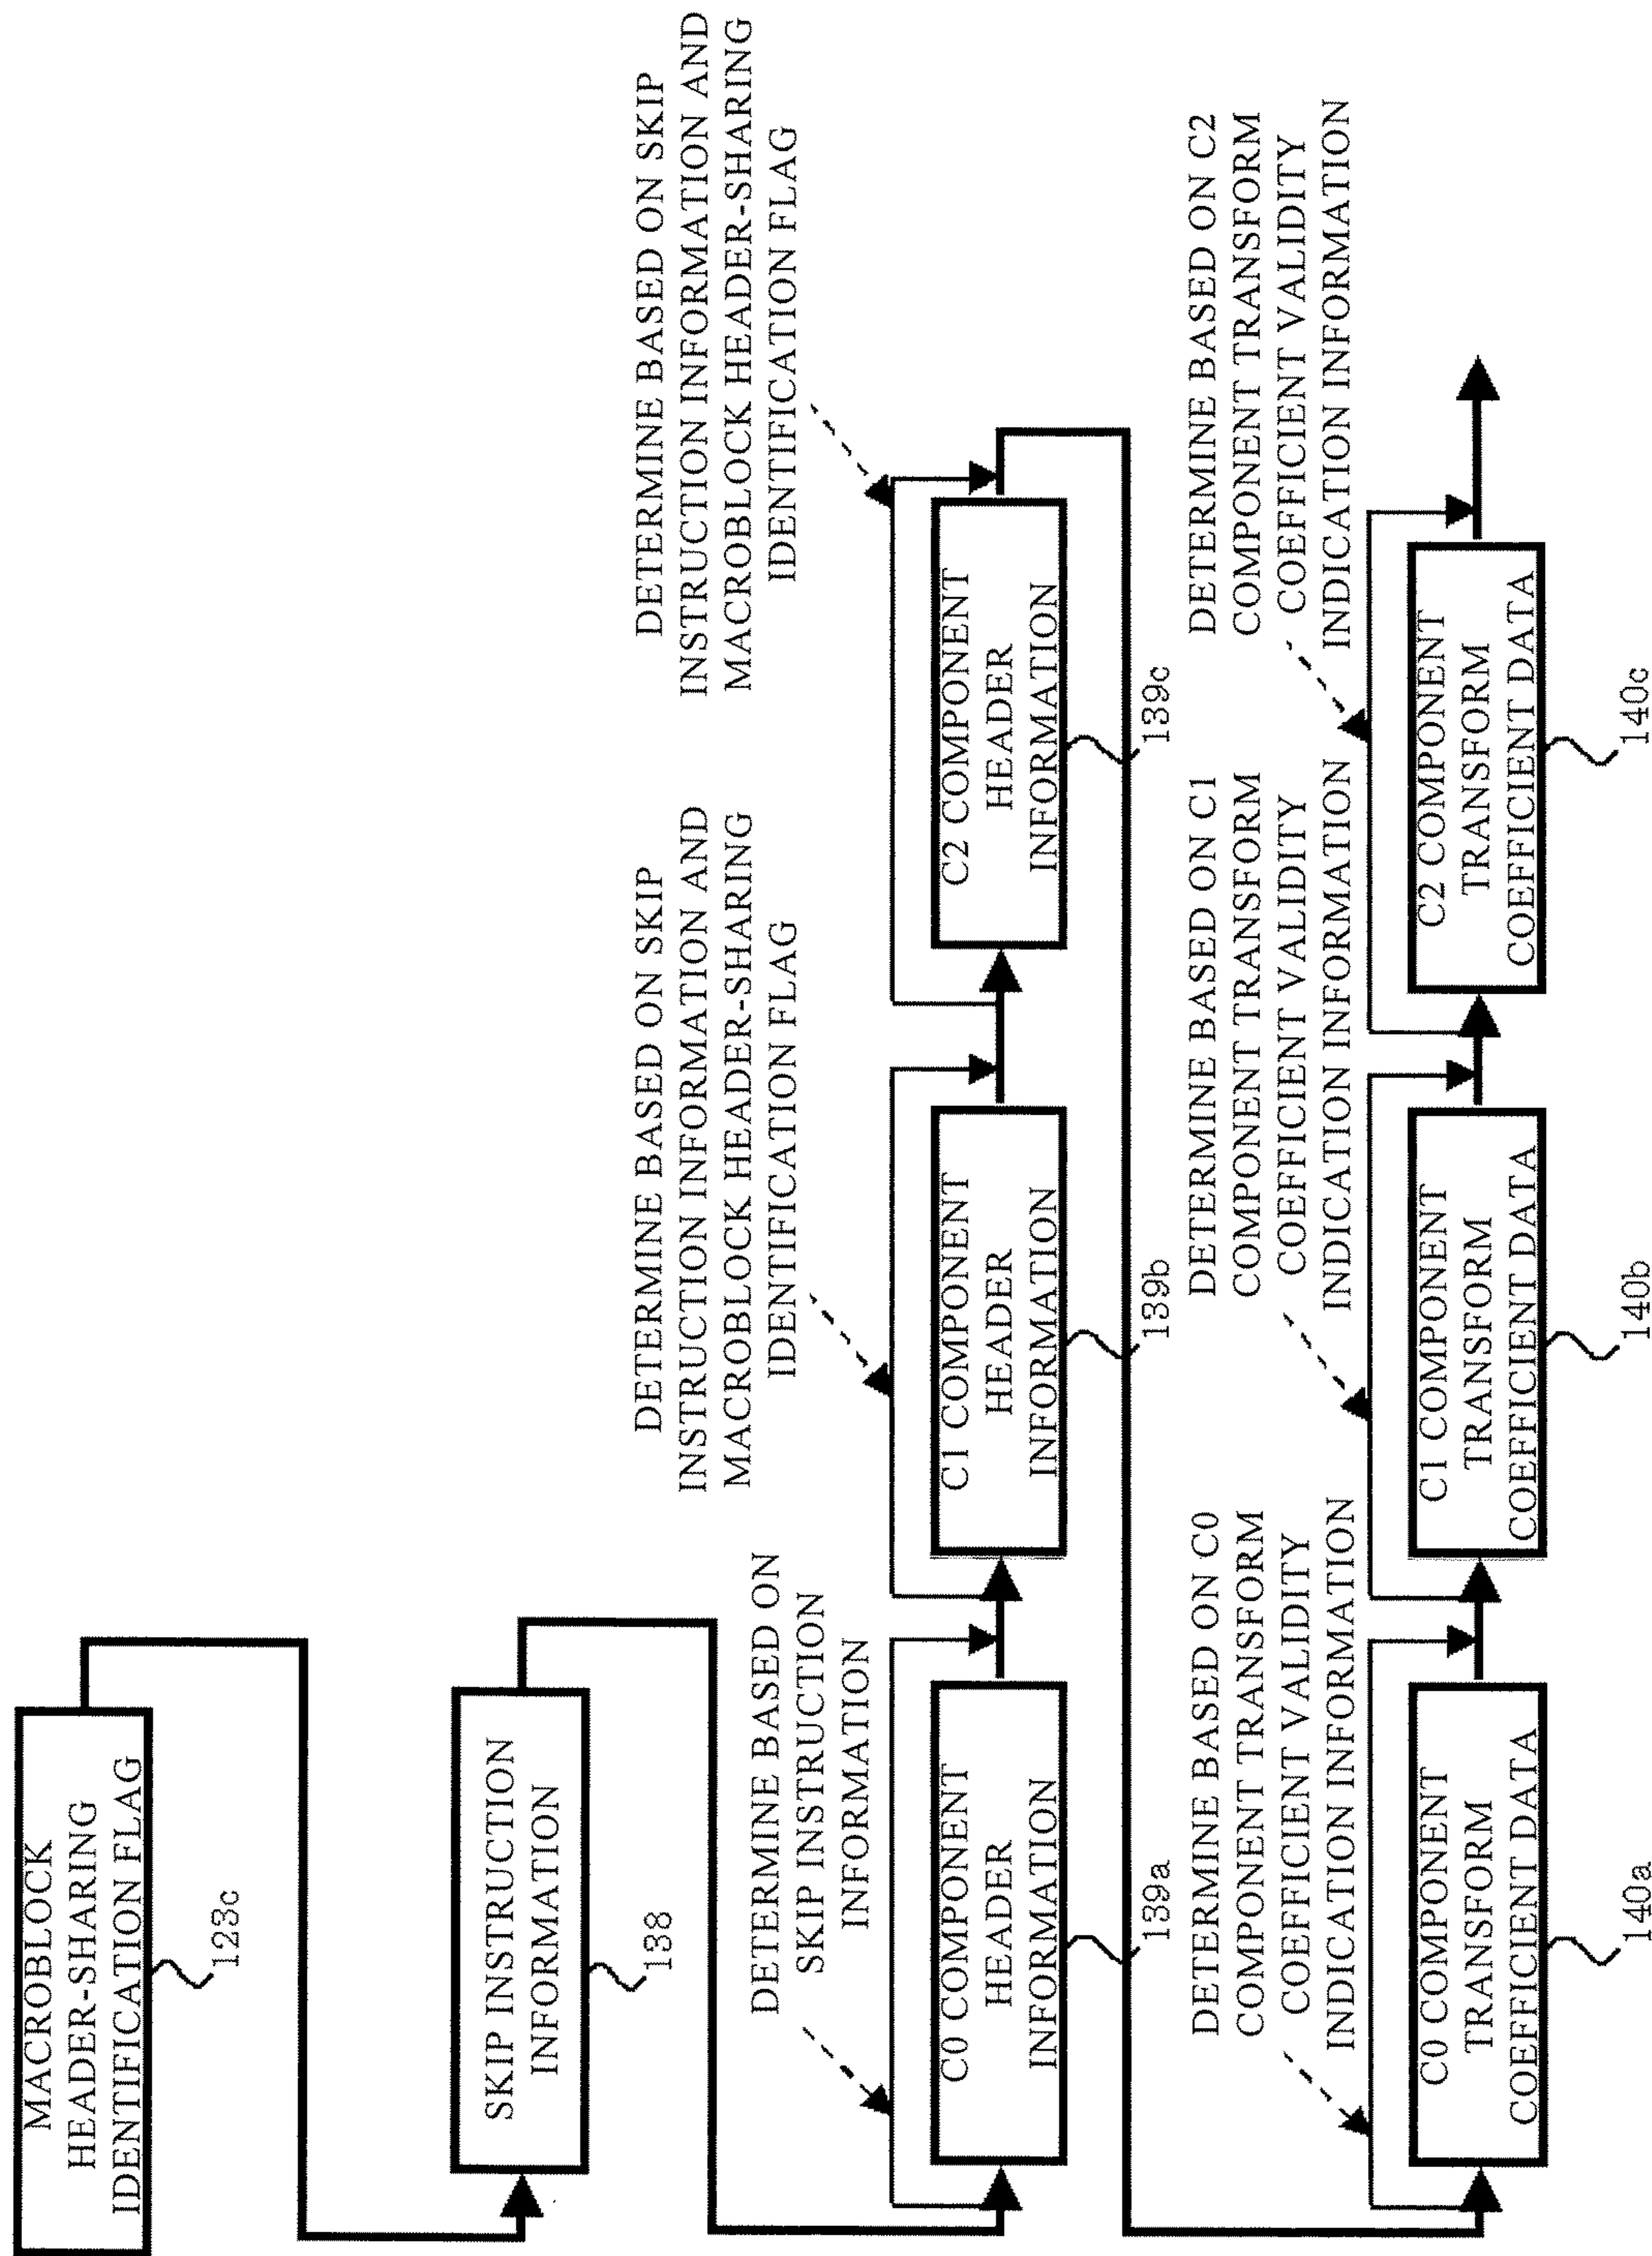 MACROBLOCK
HEADER-SHARING
IDENTIFICATION FLAG
123c
SKIP INSTRUCTION
INFORMATION
138
DETERMINE BASED ON
SKIP INSTRUCTION
INFORMATION
DETERMINE BASED ON SKIP
INSTRUCTION INFORMATION AND
MACROBLOCK HEADER-SHARING
IDENTIFICATION FLAG
DETERMINE BASED ON SKIP
INSTRUCTION INFORMATION AND
MACROBLOCK HEADER-SHARING
IDENTIFICATION FLAG
C0 COMPONENT
HEADER
INFORMATION
139a
C1 COMPONENT
HEADER
INFORMATION
139b
C2 COMPONENT
HEADER
INFORMATION
139c
DETERMINE BASED ON C0
COMPONENT TRANSFORM
COEFFICIENT VALIDITY
INDICATION INFORMATION
DETERMINE BASED ON C1
COMPONENT TRANSFORM
COEFFICIENT VALIDITY
INDICATION INFORMATION
DETERMINE BASED ON C2
COMPONENT TRANSFORM
COEFFICIENT VALIDITY
INDICATION INFORMATION
C0 COMPONENT
TRANSFORM
COEFFICIENT DATA
140a
C1 COMPONENT
TRANSFORM
COEFFICIENT DATA
140b
C2 COMPONENT
TRANSFORM
COEFFICIENT DATA
140c